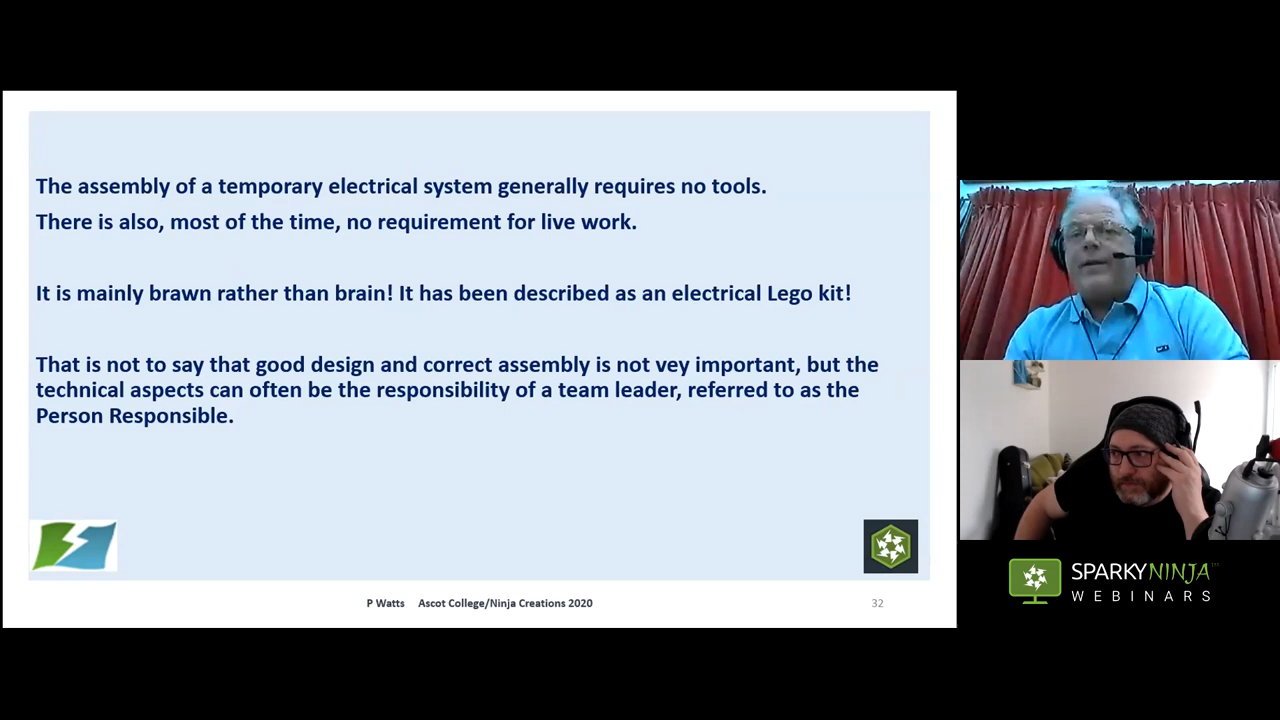 The assembly of a temporary electrical system generally requires no tools.
There is also, most of the time, no requirement for live work.
It is mainly brawn rather than brain! It has been described as an electrical Lego kit!
That is not to say that good design and correct assembly is not vey important, but the
technical aspects can often be the responsibility of a team leader, referred to as the
Person Responsible.
P Watts Ascot College/Ninja Creations 2020
32
SPARKYNINJA™
WEBINARS